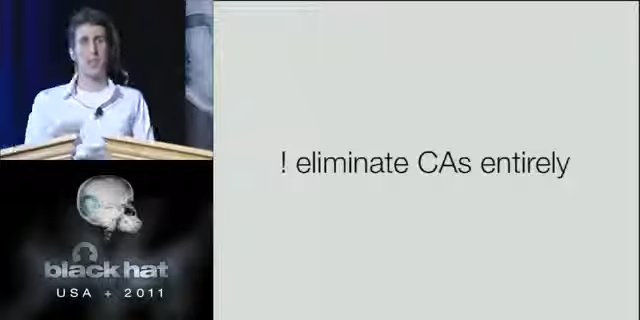 ! eliminate CAs entirely
black hat
USA + 2011